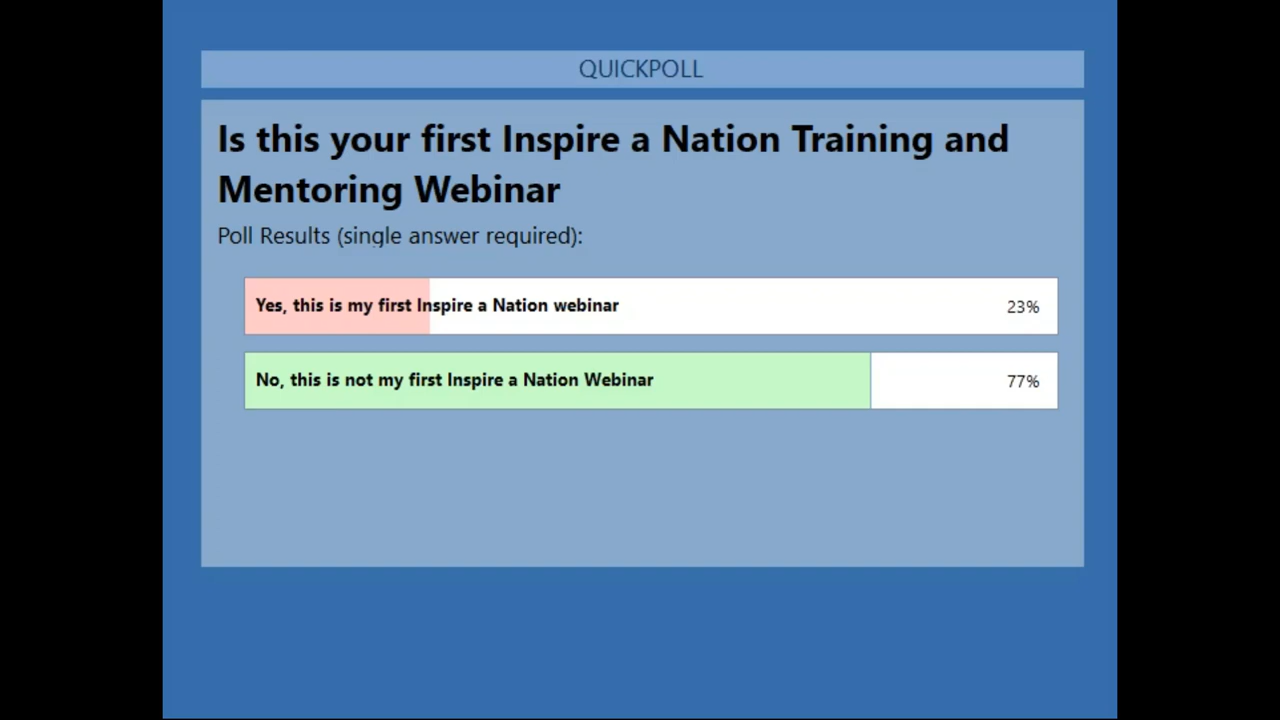 QUICKPOLL
Is this your first Inspire a Nation Training and
Mentoring Webinar
Poll Results (single answer required):
Yes, this is my first Inspire a Nation webinar 23%
No, this is not my first Inspire a Nation Webinar 77%